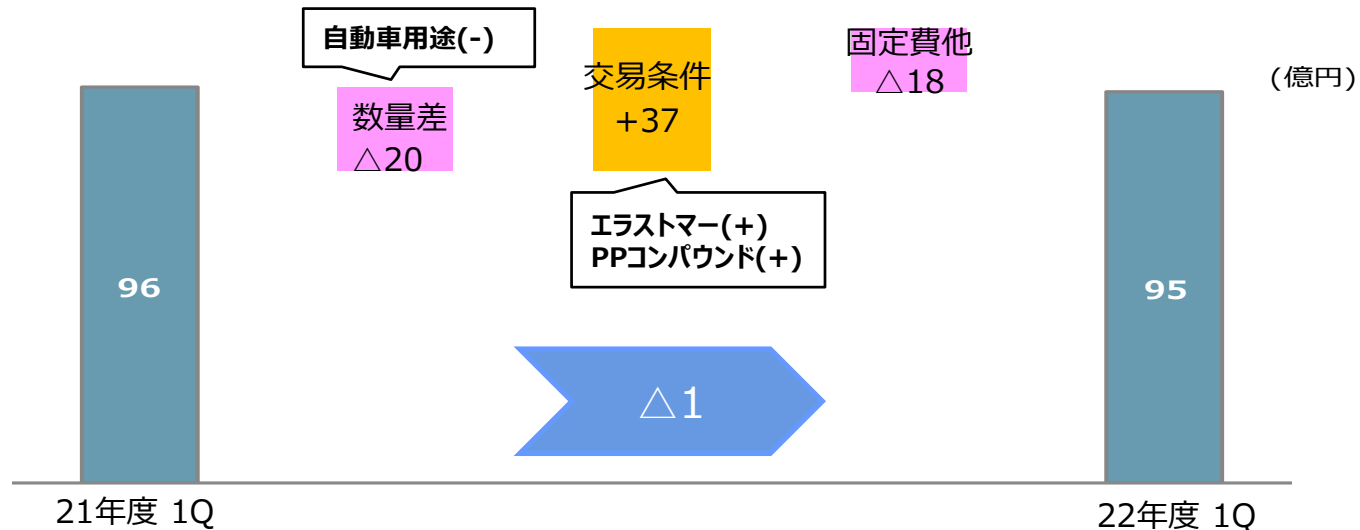 自動車用途(-)
数量差
△20
交易条件
+37
エラストマー(+)
PPコンパウンド(+)
固定費他
△18
(億円)
96
95
△1
21年度 1Q
22年度 1Q